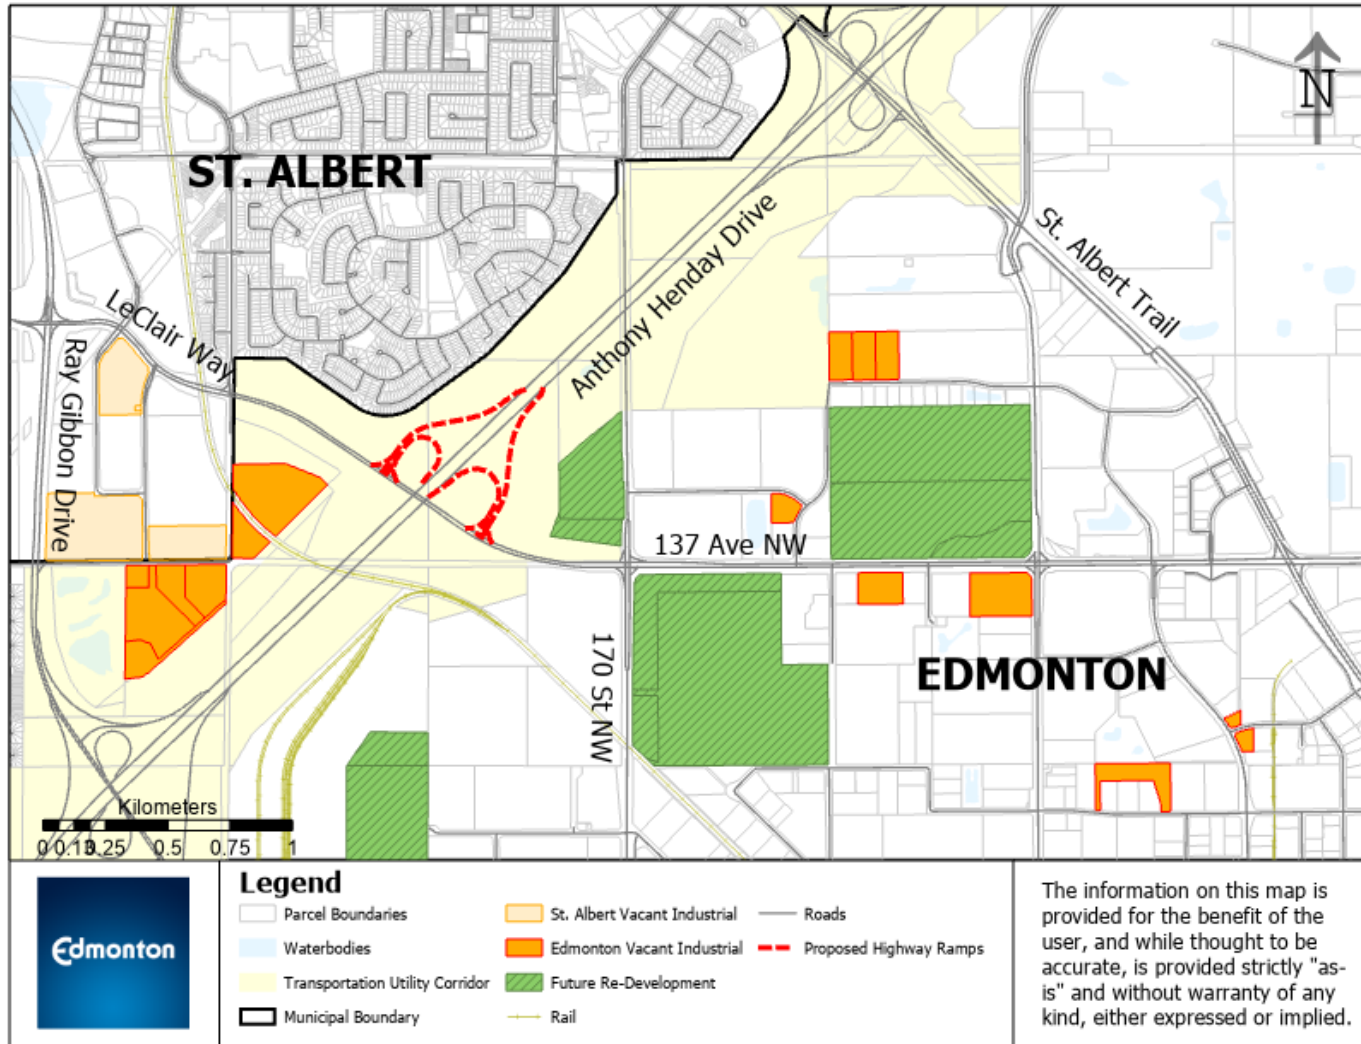 N
ST. ALBERT
St. Albert Trail
Anthony Henday Drive
LeClair Way
Ray Gibbon Drive
137 Ave NW
170 St NW
EDMONTON
Kilometers
0 0.13 0.25 0.5 0.75 1
Edmonton
Legend
Parcel Boundaries
Waterbodies
Transportation Utility Corridor
Municipal Boundary
St. Albert Vacant Industrial
Edmonton Vacant Industrial
Future Re-Development
Rail
Roads
Proposed Highway Ramps
The information on this map is
provided for the benefit of the
user, and while thought to be
accurate, is provided strictly "as-
is" and without warranty of any
kind, either expressed or implied.